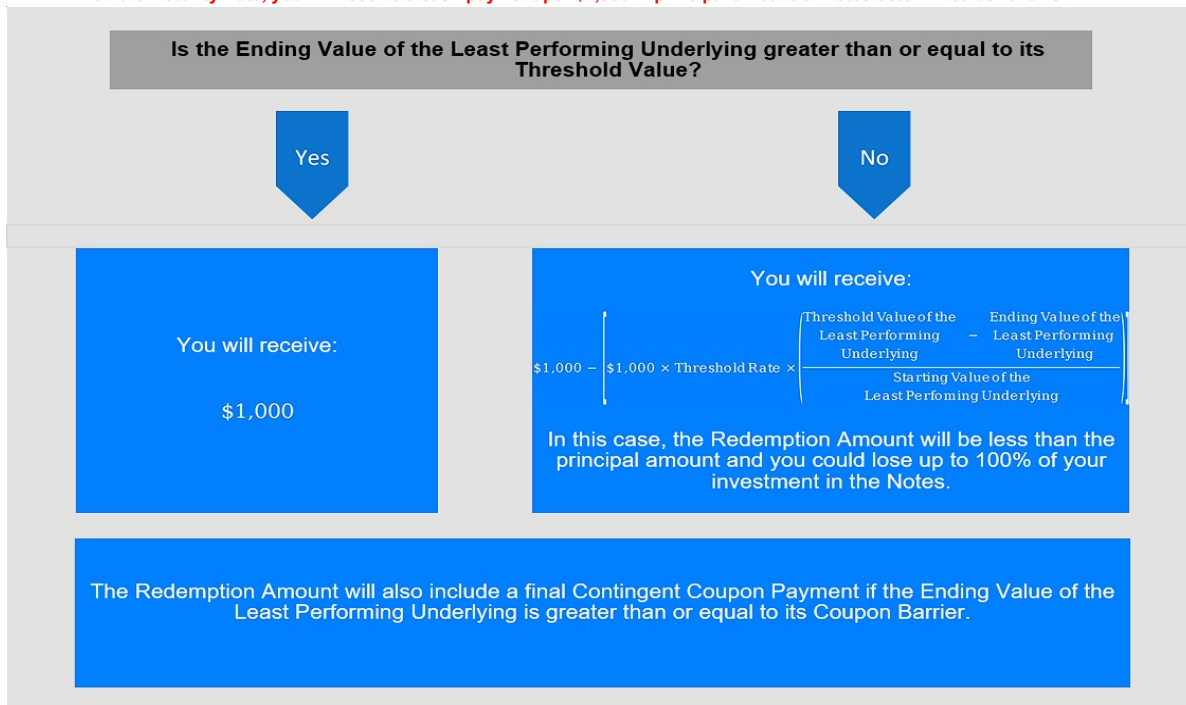 Is the Ending Value of the Least Performing Underlying greater than or equal to its
Threshold Value?
Yes
No
You will receive:
$1,000
You will receive:
$1,000 − [$1,000 × Threshold Rate × (
Threshold Value of the
Least Performing
Underlying
−
Ending Value of the
Least Performing
Underlying
Starting Value of the
Least Perfoming Underlying
)]
In this case, the Redemption Amount will be less than the
principal amount and you could lose up to 100% of your
investment in the Notes.
The Redemption Amount will also include a final Contingent Coupon Payment if the Ending Value of the
Least Performing Underlying is greater than or equal to its Coupon Barrier.